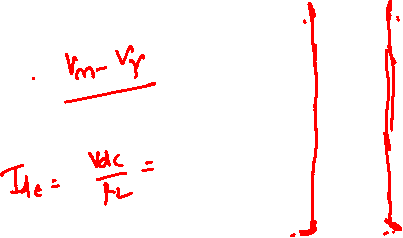 Vm - Vγ
Idc = Vdc/RL =